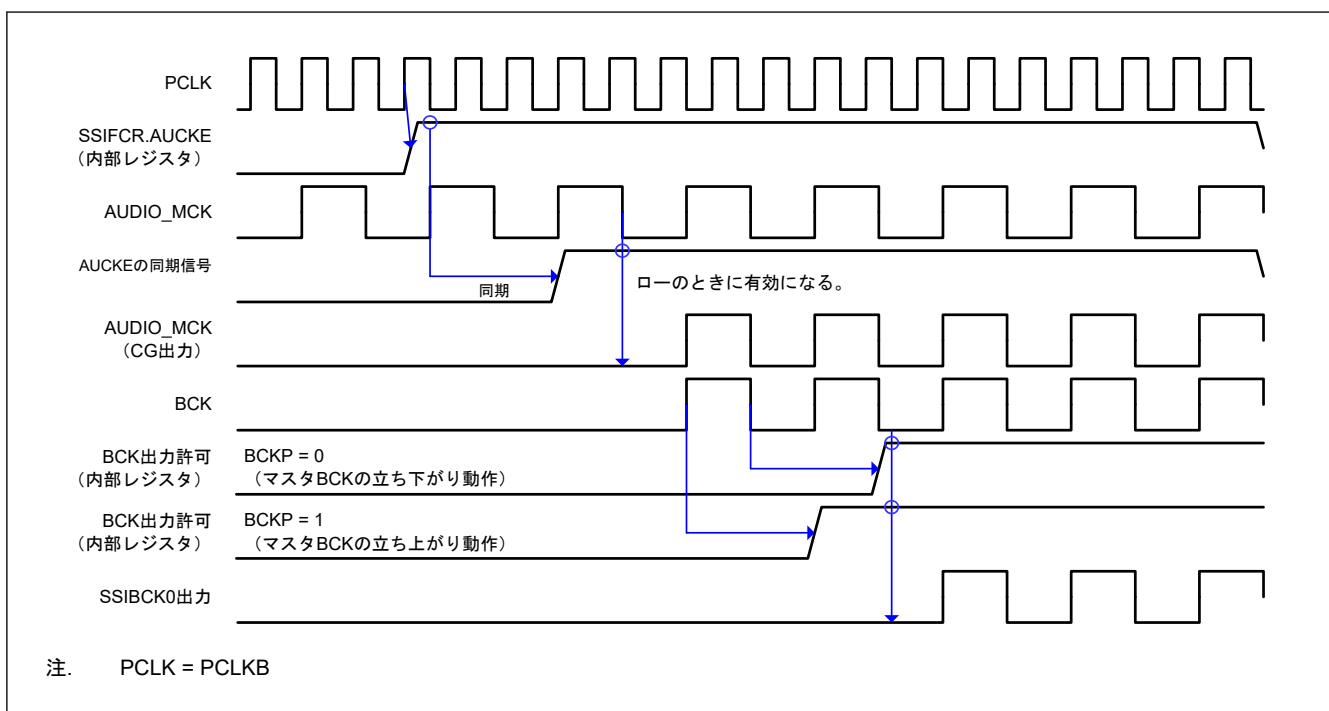 PCLK
SSIFCR.AUCKE
（内部レジスタ）
AUDIO_MCK
AUCKEの同期信号
同期
ローのときに有効になる。
AUDIO_MCK
（CG出力）
BCK
BCK出力許可
（内部レジスタ）
BCKP = 0
（マスタBCKの立ち下がり動作）
BCK出力許可
（内部レジスタ）
BCKP = 1
（マスタBCKの立ち上がり動作）
SSIBCK0出力
注. PCLK = PCLKB